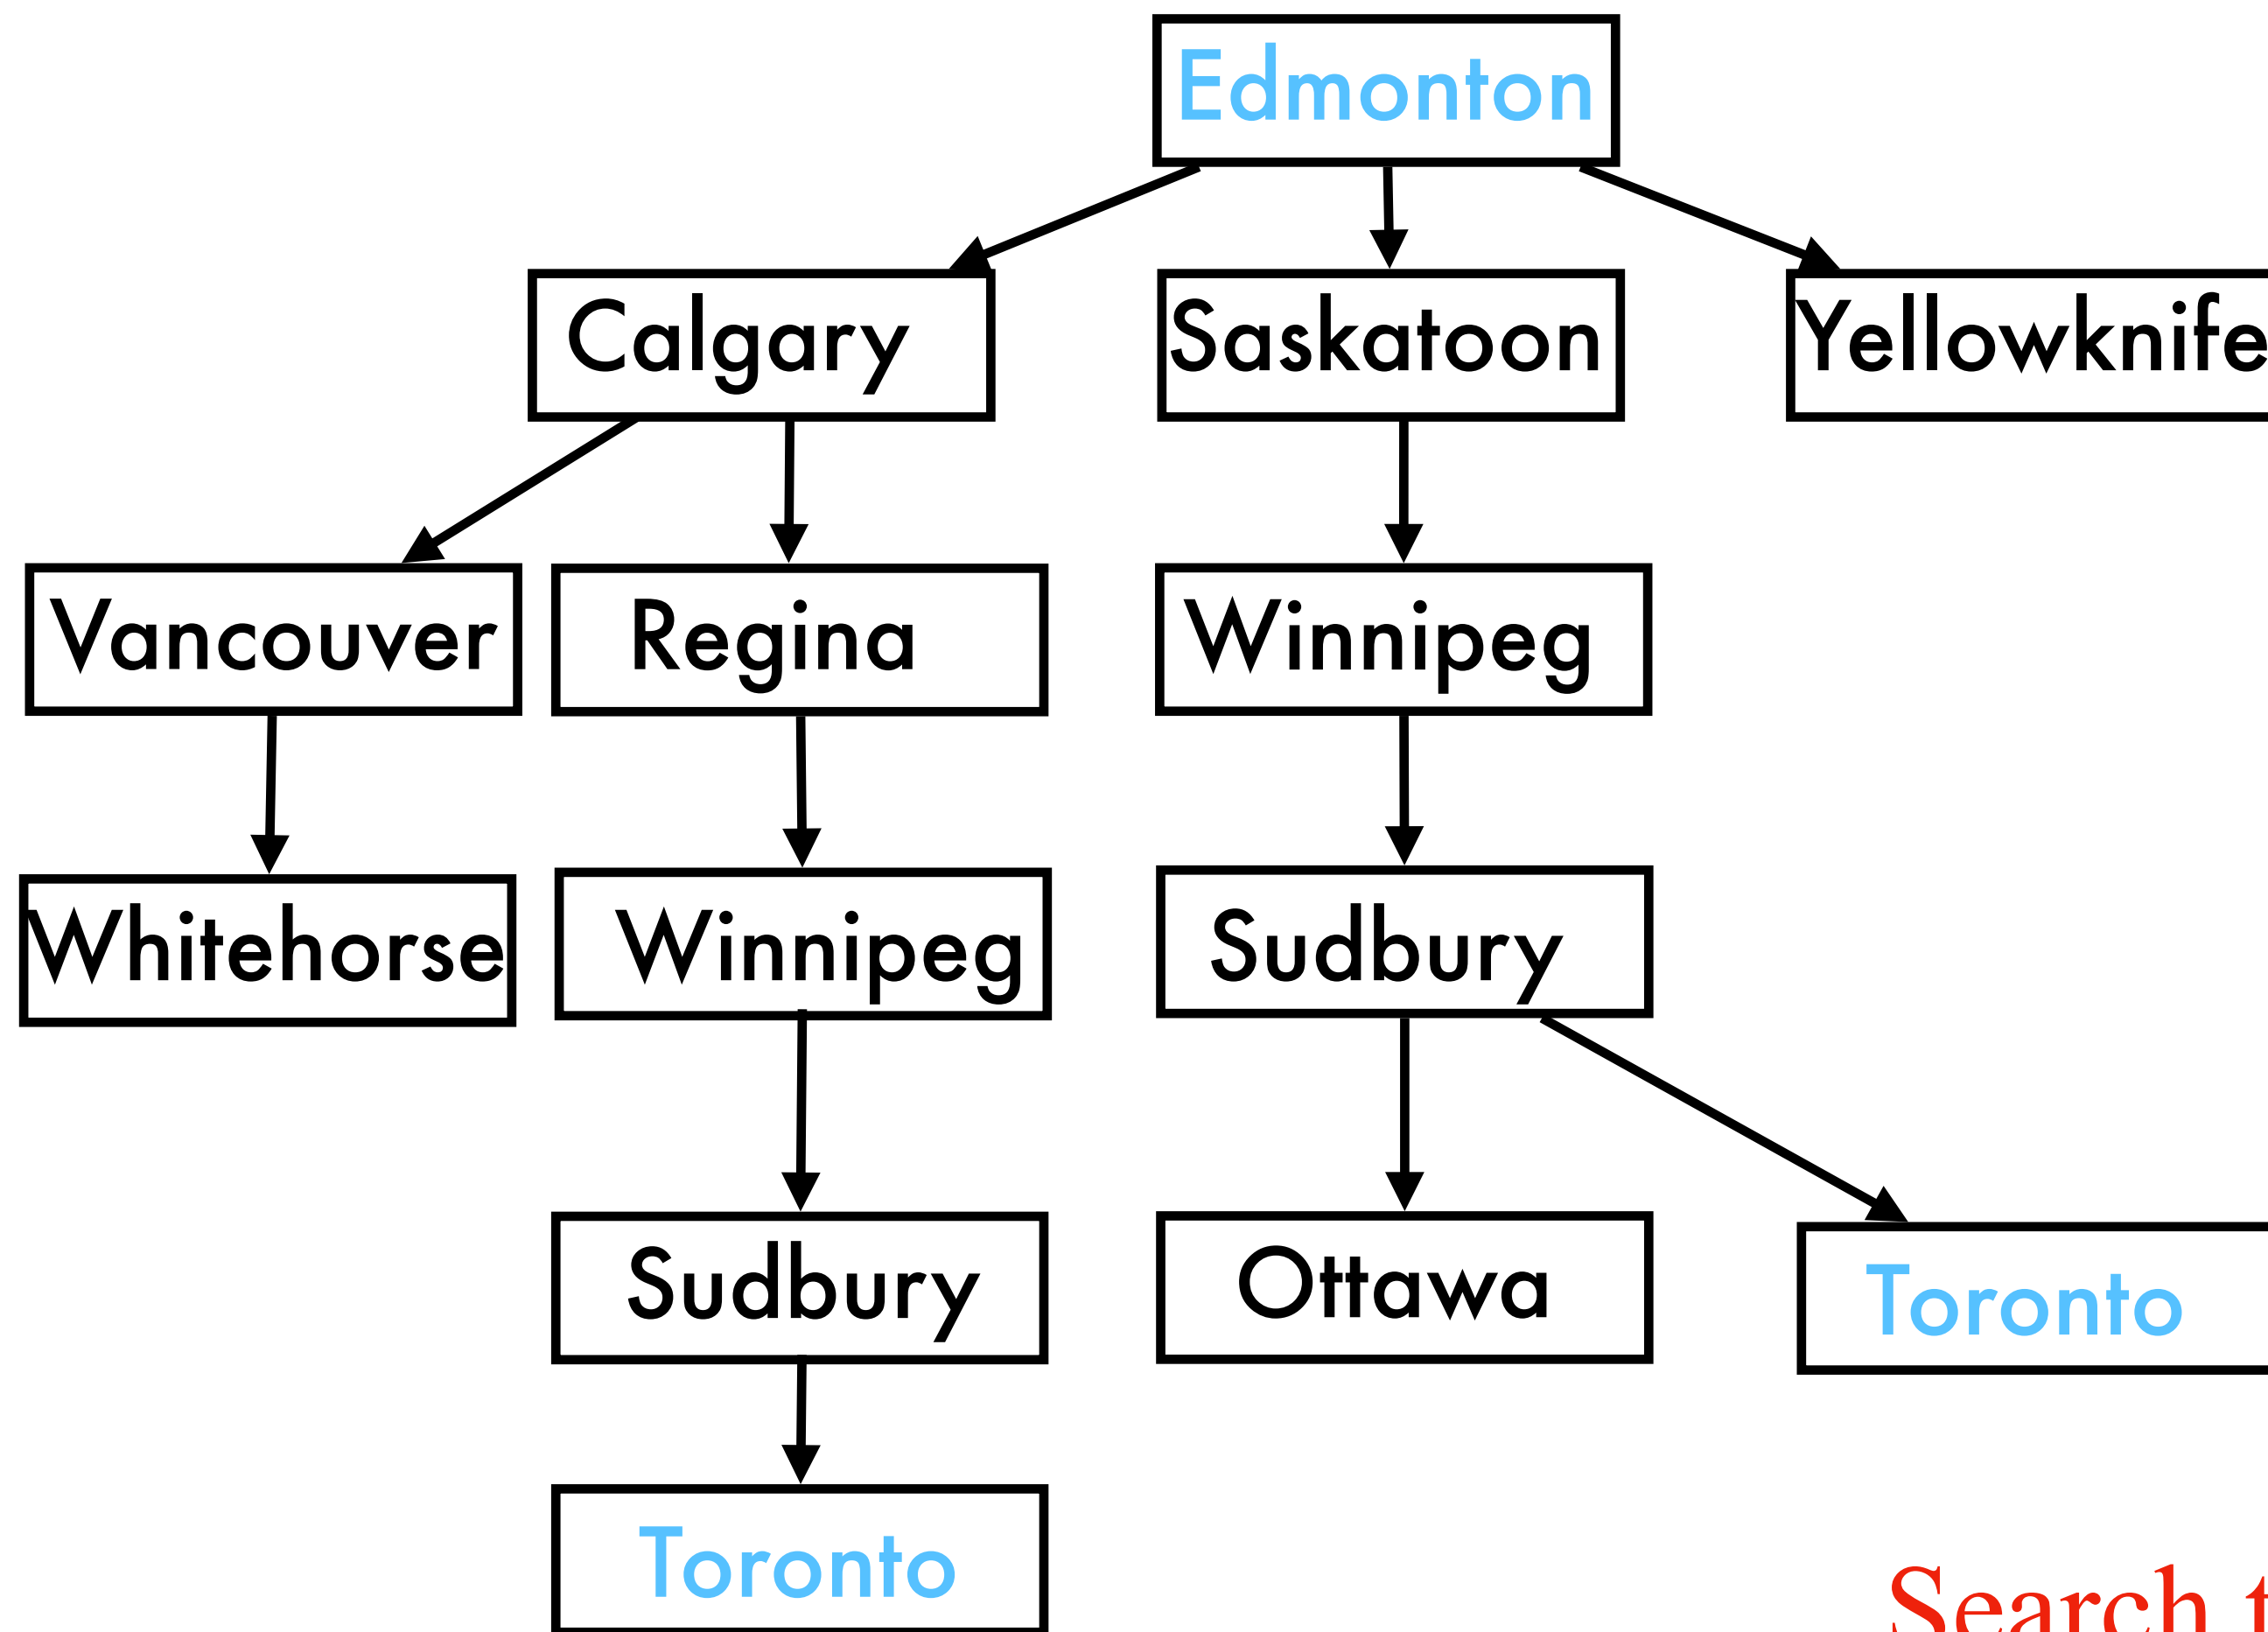 Edmonton
Calgary
Saskatoon
Yellowknife
Vancouver
Regina
Winnipeg
Whitehorse
Winnipeg
Sudbury
Sudbury
Ottawa
Toronto
Toronto
Search